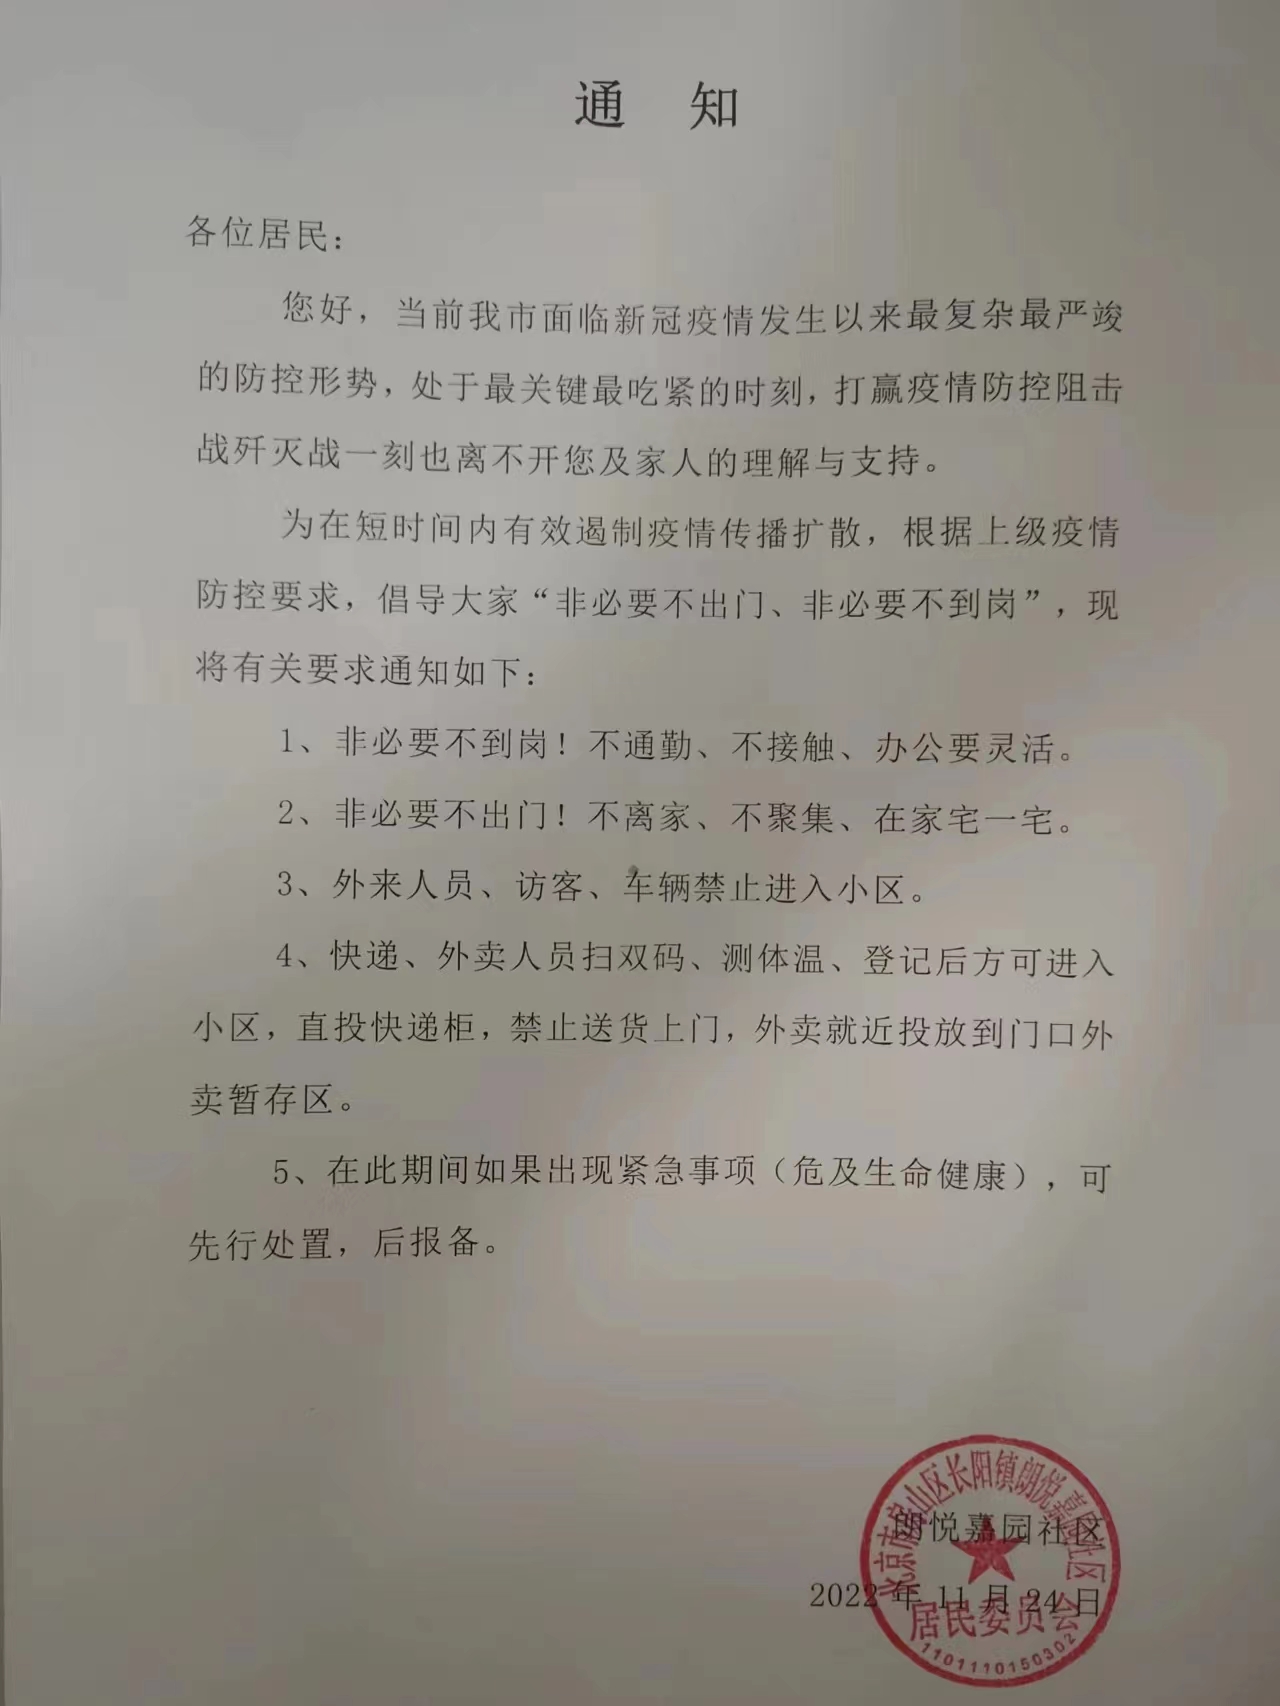 通 知
各位居民：
您好，当前我市面临新冠疫情发生以来最复杂最严竣
的防控形势，处于最关键最吃紧的时刻，打赢疫情防控阻击
战歼灭战一刻也离不开您及家人的理解与支持。
为在短时间内有效遏制疫情传播扩散，根据上级疫情
防控要求，倡导大家“非必要不出门、非必要不到岗”，现
将有关要求通知如下：
1、非必要不到岗！不通勤、不接触、办公要灵活。
2、非必要不出门！不离家、不聚集、在家宅一宅。
3、外来人员、访客、车辆禁止进入小区。
4、快递、外卖人员扫双码、测体温、登记后方可进入
小区，直投快递柜，禁止送货上门，外卖就近投放到门口外
卖暂存区。
5、在此期间如果出现紧急事项（危及生命健康），可
先行处置，后报备。
朗悦嘉园社区
2022 年 11 月 24 日
北京市房山区长阳镇朗悦嘉园社区
居民委员会
1101110150302